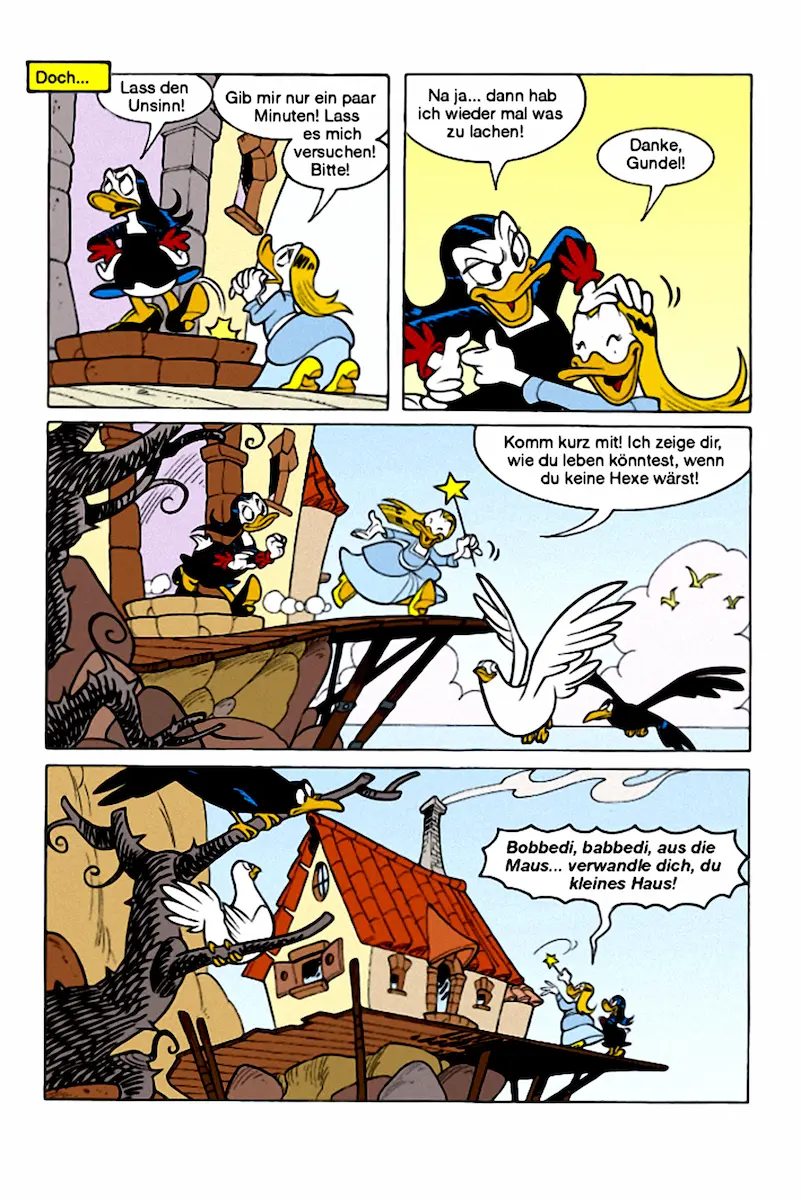 Doch...
Lass den
Unsinn!
Gib mir nur ein paar
Minuten! Lass
es mich
versuchen!
Bitte!
Na ja... dann hab
ich wieder mal was
zu lachen!
Danke,
Gundel!
Komm kurz mit! Ich zeige dir,
wie du leben könntest, wenn
du keine Hexe wärst!
Bobbedi, babbedi, aus die
Maus... verwandle dich, du
kleines Haus!